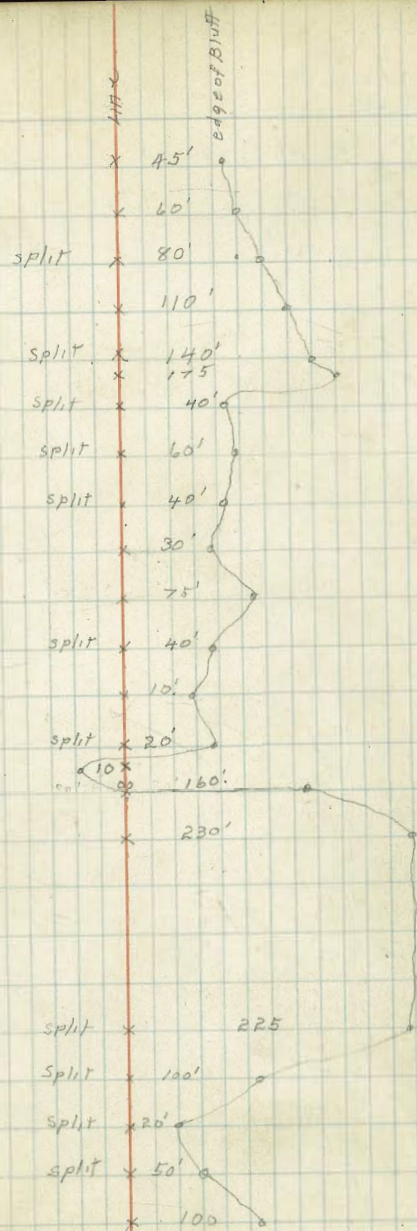 Line
edge of Bluff
45'
60'
split 80'
110'
split 140'
175
split 40'
split 60'
split 40'
30'
75'
split 40'
10'
split 20'
10
160'
230'
split 225
split 100'
split 20'
split 50'
100